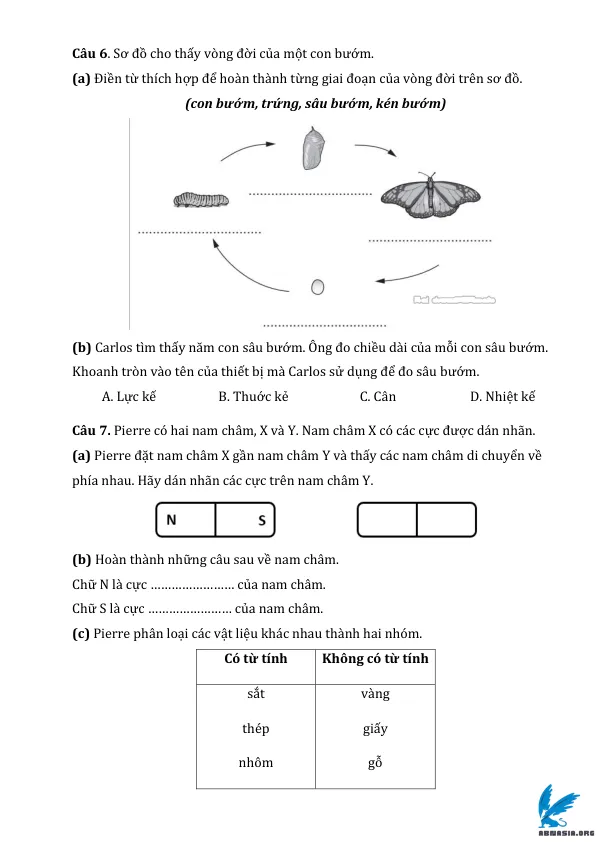 Câu 6. Sơ đồ cho thấy vòng đời của một con bướm.
(a) Điền từ thích hợp để hoàn thành từng giai đoạn của vòng đời trên sơ đồ.
(con bướm, trứng, sâu bướm, kén bướm)
................................
................................
................................
................................
(b) Carlos tìm thấy năm con sâu bướm. Ông đo chiều dài của mỗi con sâu bướm.
Khoanh tròn vào tên của thiết bị mà Carlos sử dụng để đo sâu bướm.
A. Lực kế B. Thuớc kẻ C. Cân D. Nhiệt kế
Câu 7. Pierre có hai nam châm, X và Y. Nam châm X có các cực được dán nhãn.
(a) Pierre đặt nam châm X gần nam châm Y và thấy các nam châm di chuyển về
phía nhau. Hãy dán nhãn các cực trên nam châm Y.
N S
(b) Hoàn thành những câu sau về nam châm.
Chữ N là cực …………………… của nam châm.
Chữ S là cực …………………… của nam châm.
(c) Pierre phân loại các vật liệu khác nhau thành hai nhóm.
Có từ tính Không có từ tính
sắt vàng
thép giấy
nhôm gỗ
ABNASIA.ORG